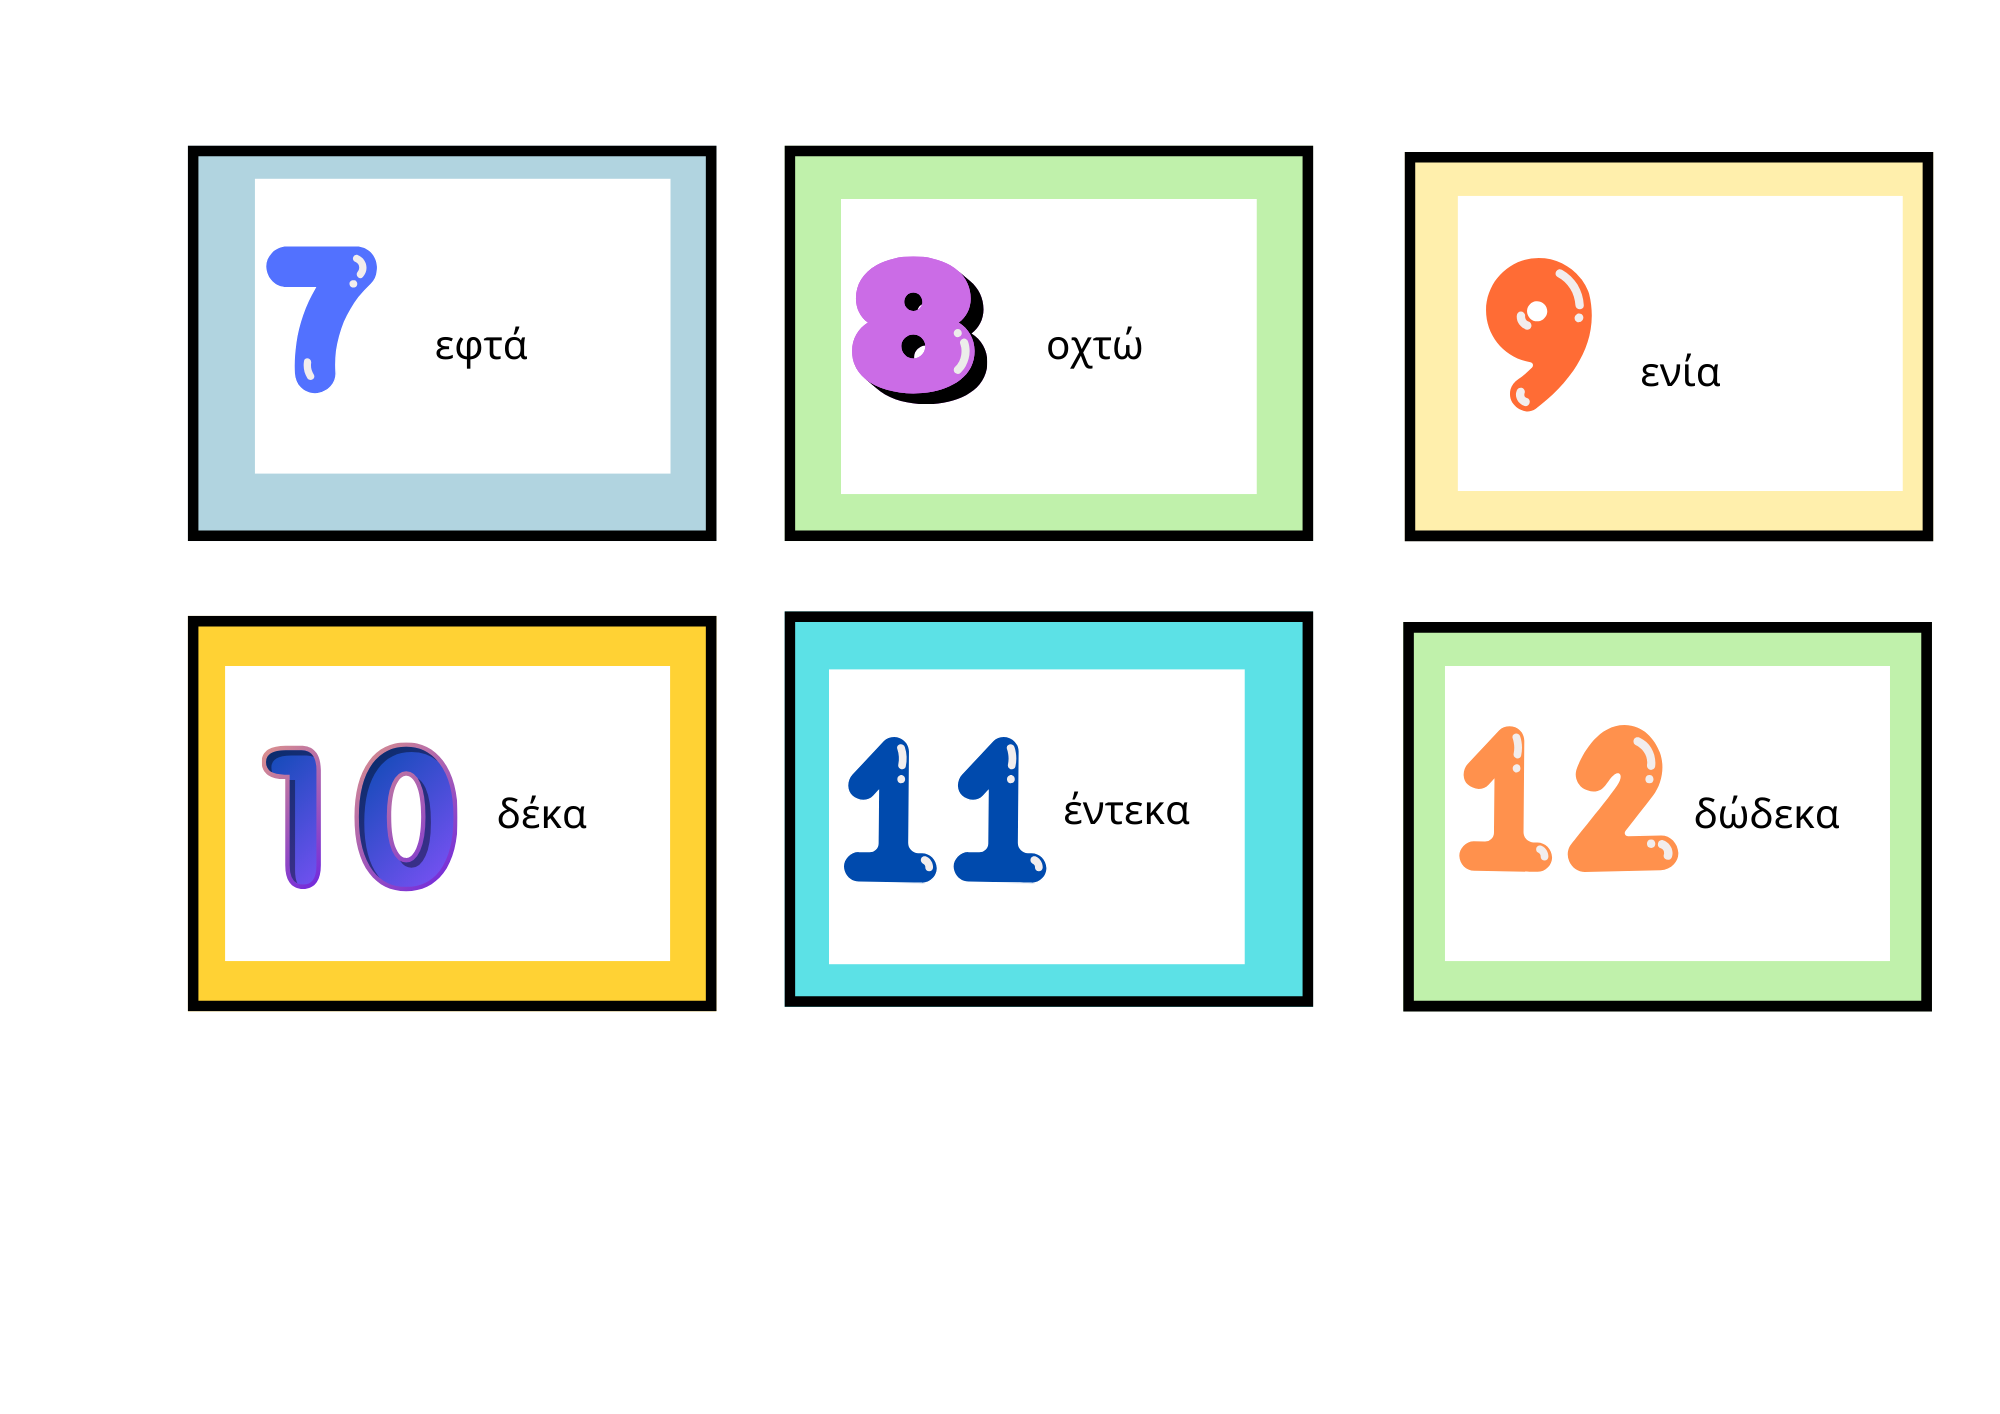 7 εφτά
8 οχτώ
9 ενία
10 δέκα
11 έντεκα
12 δώδεκα